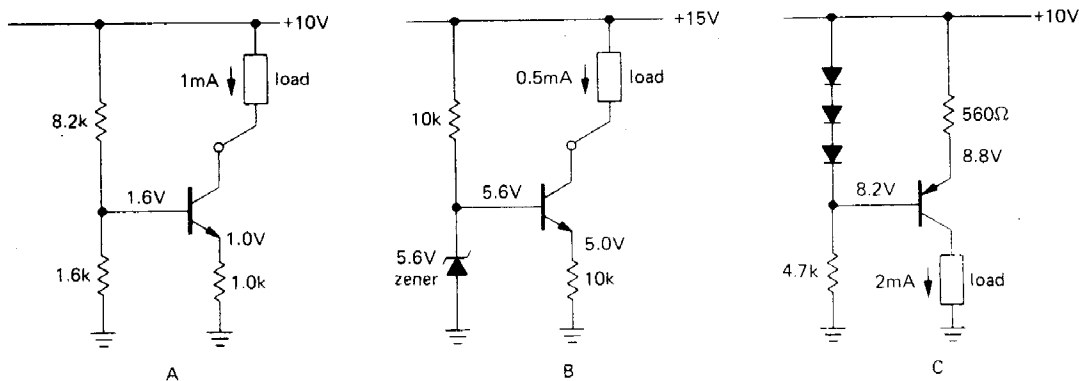 +10V
1mA
load
8.2k
1.6V
1.0V
1.6k
1.0k
A
+15V
0.5mA
load
10k
5.6V
5.0V
5.6V
zener
10k
B
+10V
560Ω
8.8V
8.2V
4.7k
2mA
load
C